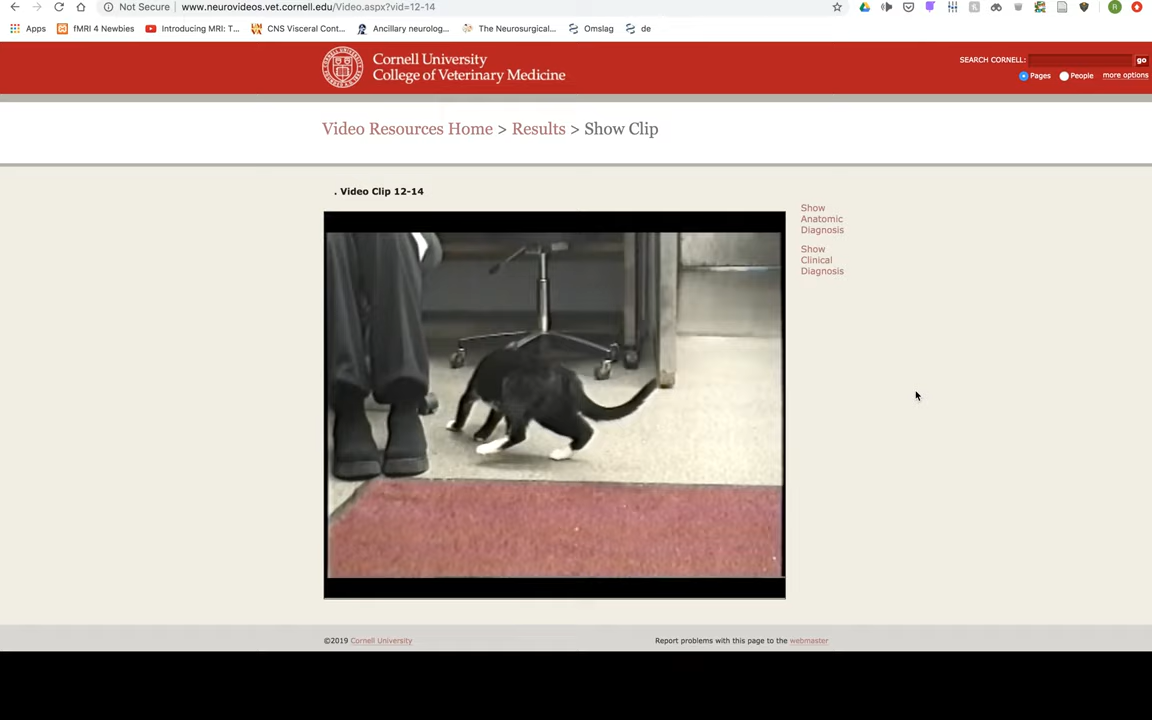 Not Secure | www.neurovideos.vet.cornell.edu/Video.aspx?vid=12-14
Apps fMRI 4 Newbies Introducing MRI: T... CNS Visceral Cont... Ancillary neurolog... The Neurosurgical... Omslag de
Cornell University
College of Veterinary Medicine
SEARCH CORNELL: go
Pages People more options
Video Resources Home > Results > Show Clip
. Video Clip 12-14
Show
Anatomic
Diagnosis
Show
Clinical
Diagnosis
©2019 Cornell University
Report problems with this page to the webmaster